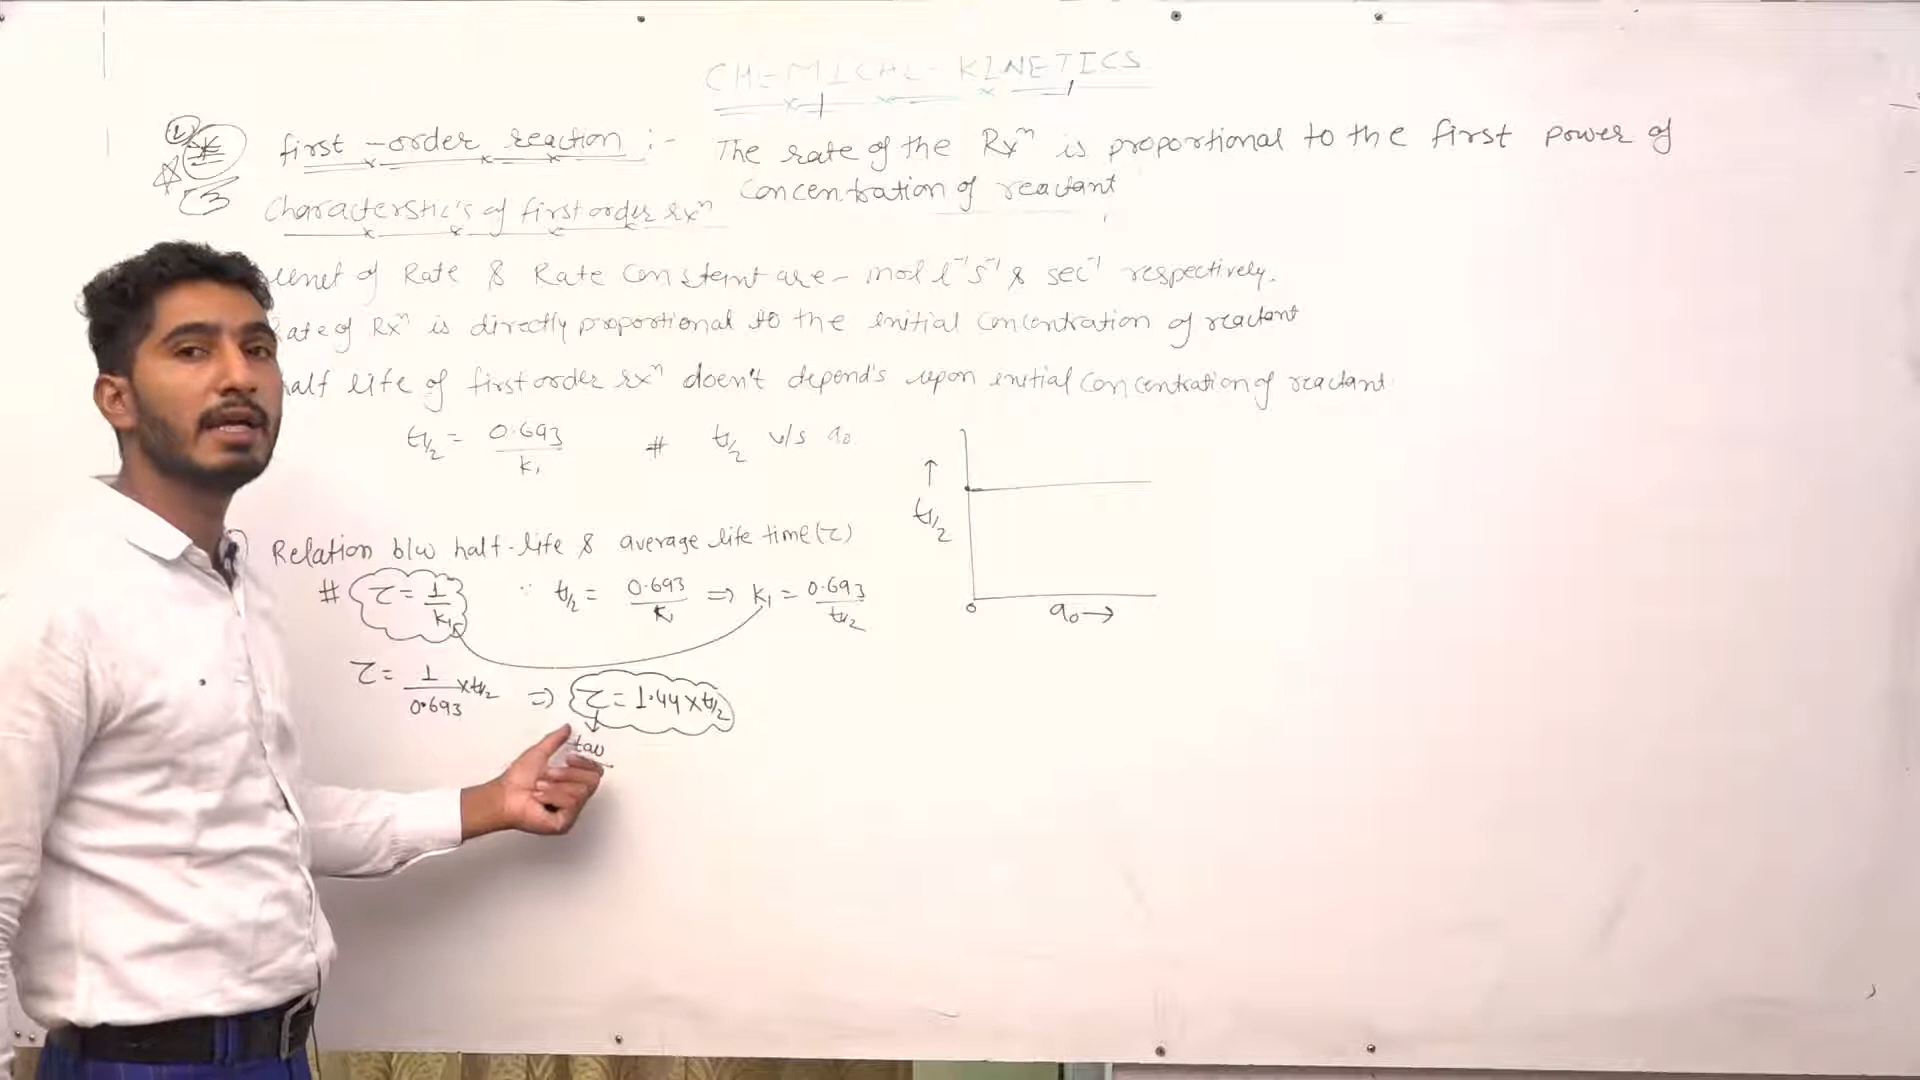 CHEMICAL KINETICS
first-order reaction :- The rate of the Rxⁿ is proportional to the first power of
concentration of reactant
Characterstic's of first order rxⁿ
unet of Rate & Rate constant are - mol l⁻¹ s⁻¹ & sec⁻¹ respectively.
ate of Rxⁿ is directly proportional to the initial concentration of reactant
half life of first order rxⁿ doen't depend's upon initial concentration of reactant
t1/2 = 0.693/k₁ # t1/2 v/s a₀
↑ t1/2
0 a₀→
Relation b/w half-life & average life time (τ)
# τ = 1/k₁ ∵ t1/2 = 0.693/k₁ ⇒ k₁ = 0.693/t1/2
τ = 1/0.693 × t1/2 ⇒ τ = 1.44 × t1/2
tau